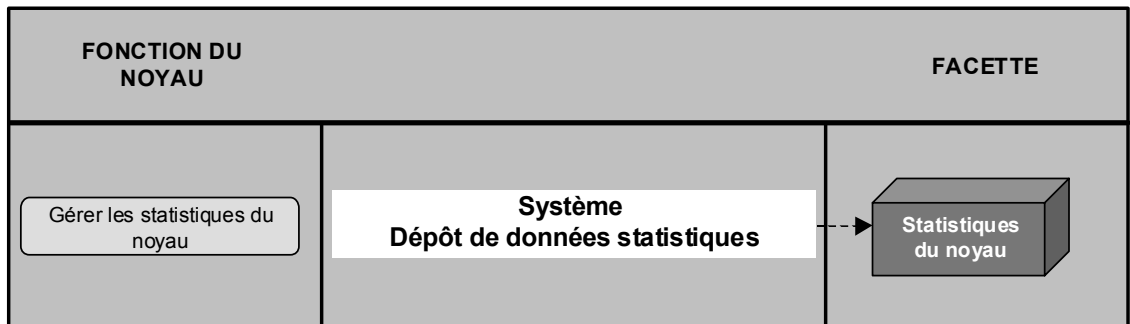 FONCTION DU
NOYAU
FACETTE
Gérer les statistiques du
noyau
Système
Dépôt de données statistiques
Statistiques
du noyau